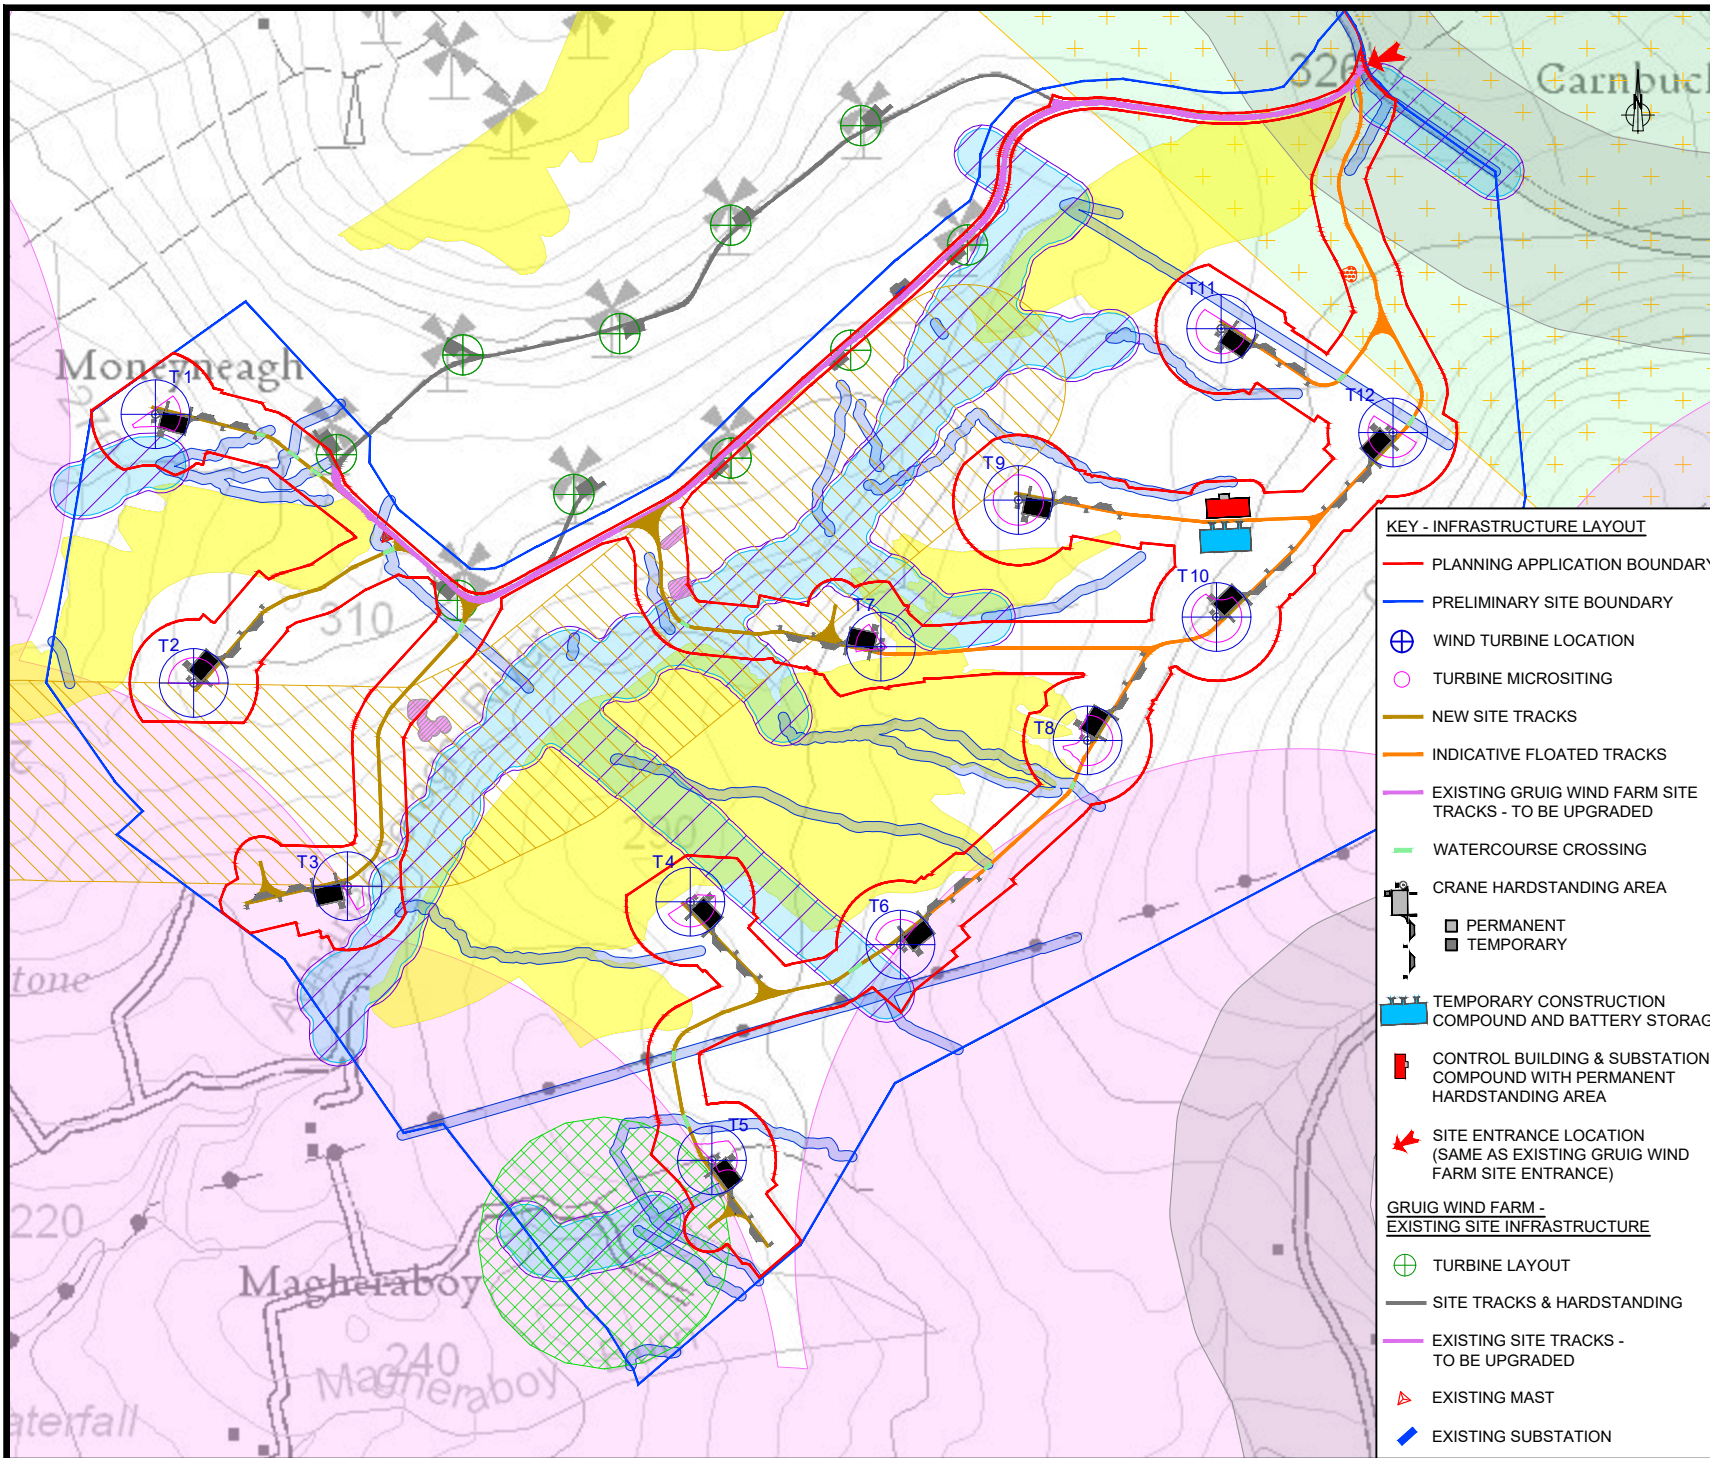 326
Carnbuck
Moneyneagh
T1
T11
T12
T9
T10
310
T7
T2
T8
290
T3
T4
T6
tone
T5
220
Magheraboy
240
Magheraboy
aterfall
KEY - INFRASTRUCTURE LAYOUT
PLANNING APPLICATION BOUNDARY
PRELIMINARY SITE BOUNDARY
WIND TURBINE LOCATION
TURBINE MICROSITING
NEW SITE TRACKS
INDICATIVE FLOATED TRACKS
EXISTING GRUIG WIND FARM SITE
TRACKS - TO BE UPGRADED
WATERCOURSE CROSSING
CRANE HARDSTANDING AREA
PERMANENT
TEMPORARY
TEMPORARY CONSTRUCTION
COMPOUND AND BATTERY STORAG
CONTROL BUILDING & SUBSTATION
COMPOUND WITH PERMANENT
HARDSTANDING AREA
SITE ENTRANCE LOCATION
(SAME AS EXISTING GRUIG WIND
FARM SITE ENTRANCE)
GRUIG WIND FARM -
EXISTING SITE INFRASTRUCTURE
TURBINE LAYOUT
SITE TRACKS & HARDSTANDING
EXISTING SITE TRACKS -
TO BE UPGRADED
EXISTING MAST
EXISTING SUBSTATION